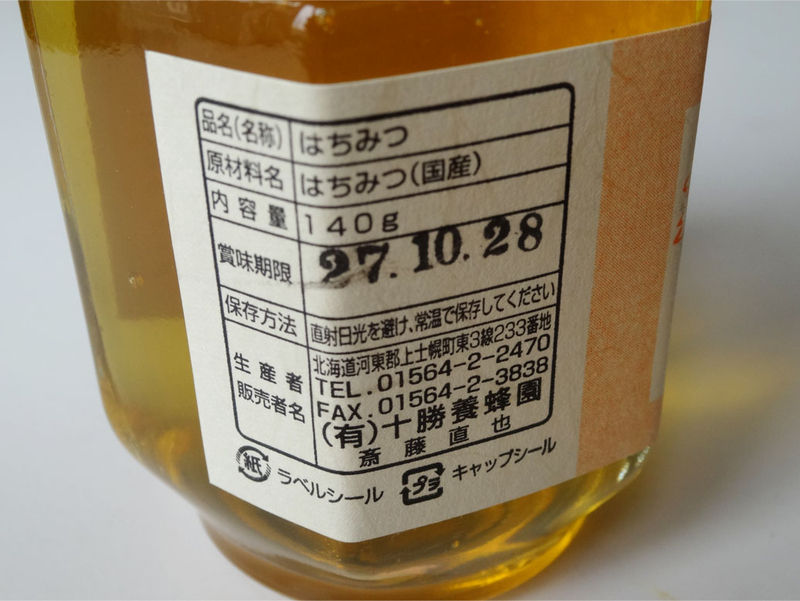 品名(名称) はちみつ
原材料名 はちみつ(国産)
内容量 140g
賞味期限 27.10.28
保存方法 直射日光を避け、常温で保存してください
生産者
販売者名
北海道河東郡上士幌町東3線233番地
TEL.01564-2-2470
FAX.01564-2-3838
(有)十勝養蜂園
斎藤直也
紙 ラベルシール プラ キャップシール